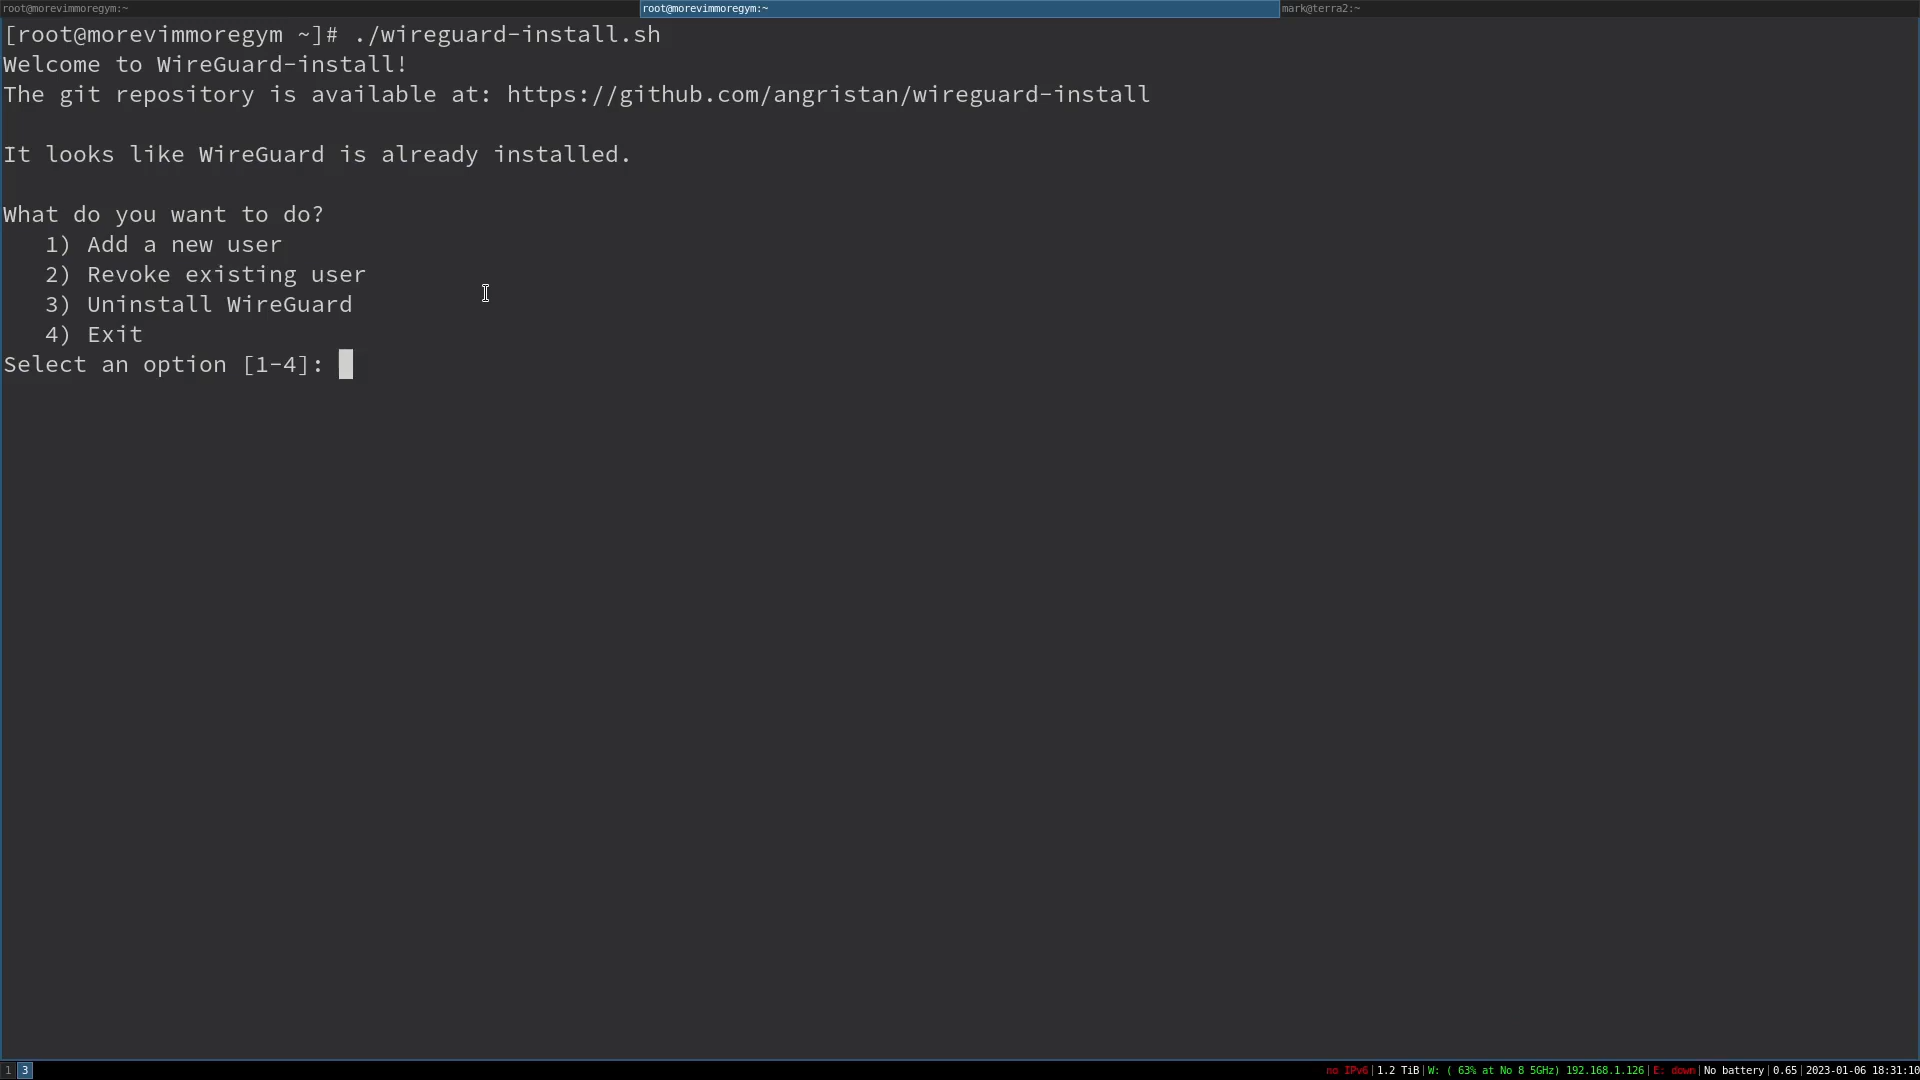 root@morevimmoregym:~ root@morevimmoregym:~ mark@terra2:~
[root@morevimmoregym ~]# ./wireguard-install.sh
Welcome to WireGuard-install!
The git repository is available at: https://github.com/angristan/wireguard-install
It looks like WireGuard is already installed.
What do you want to do?
1) Add a new user
2) Revoke existing user
3) Uninstall WireGuard
4) Exit
Select an option [1-4]:
1 3 no IPv6|1.2 TiB|W: ( 63% at No 8 5GHz) 192.168.1.126|E: down|No battery|0.65|2023-01-06 18:31:10